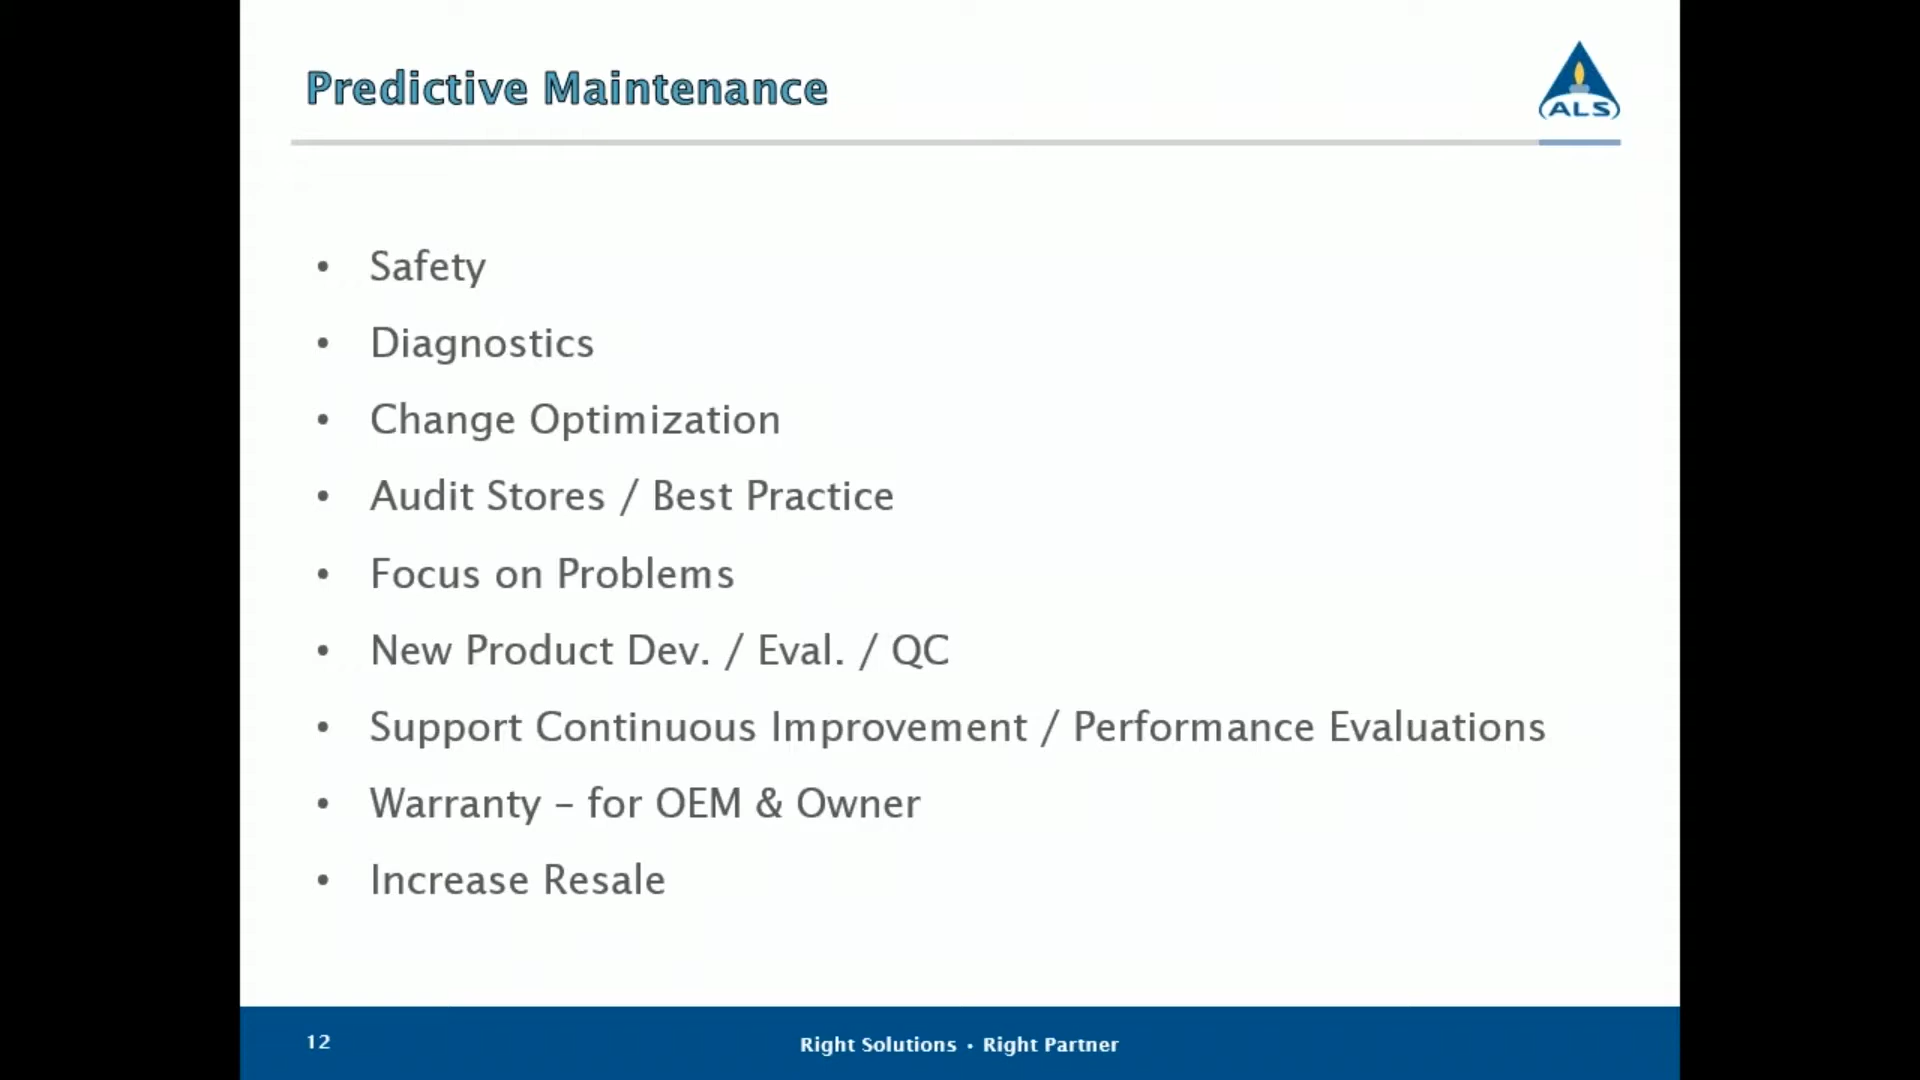 Predictive Maintenance
ALS
• Safety
• Diagnostics
• Change Optimization
• Audit Stores / Best Practice
• Focus on Problems
• New Product Dev. / Eval. / QC
• Support Continuous Improvement / Performance Evaluations
• Warranty – for OEM & Owner
• Increase Resale
12
Right Solutions • Right Partner